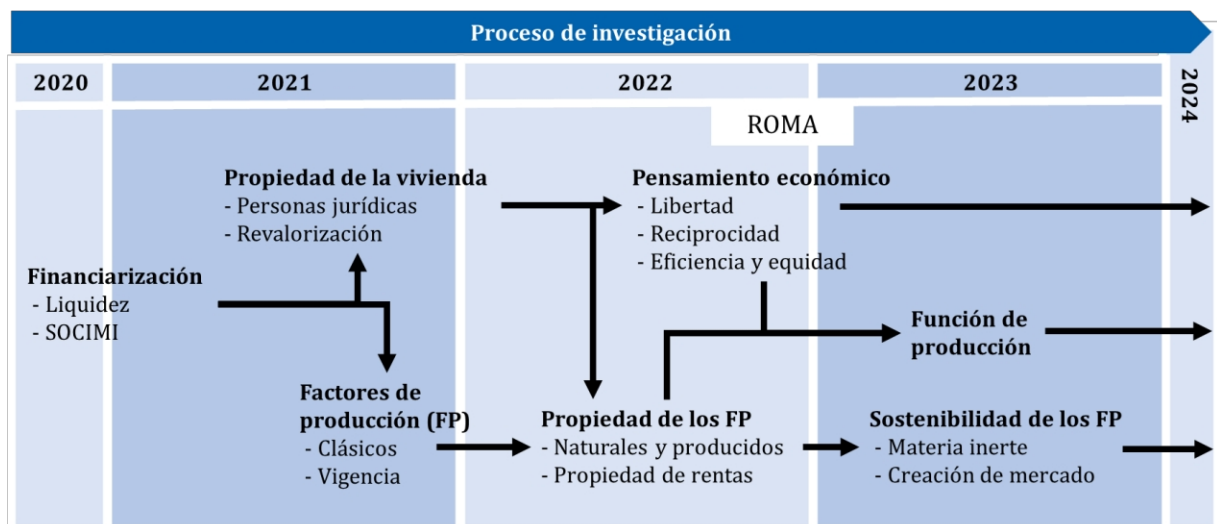 Proceso de investigación
2020
2021
2022
2023
2024
ROMA
Propiedad de la vivienda
- Personas jurídicas
- Revalorización
Pensamiento económico
- Libertad
- Reciprocidad
- Eficiencia y equidad
Financiarización
- Liquidez
- SOCIMI
Función de
producción
Factores de
producción (FP)
- Clásicos
- Vigencia
Propiedad de los FP
- Naturales y producidos
- Propiedad de rentas
Sostenibilidad de los FP
- Materia inerte
- Creación de mercado